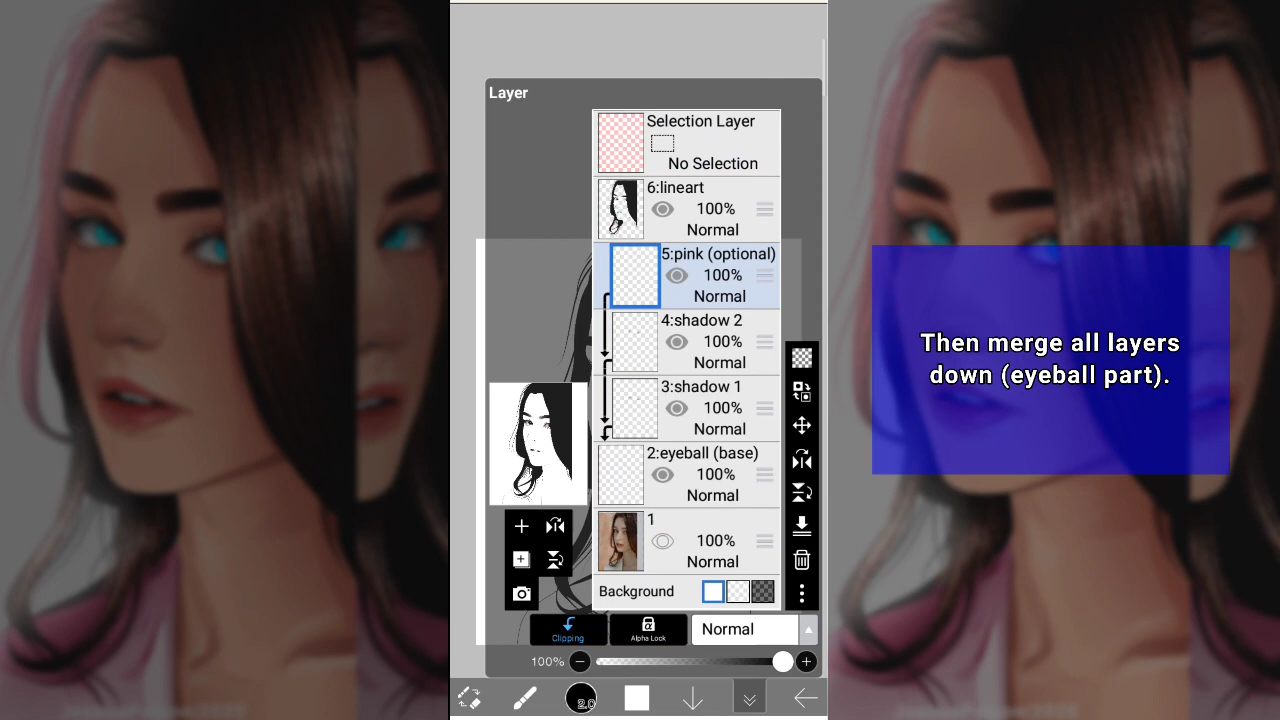 Layer
Selection Layer
No Selection
6:lineart
100%
Normal
5:pink (optional)
100%
Normal
4:shadow 2
100%
Normal
3:shadow 1
100%
Normal
2:eyeball (base)
100%
Normal
1
100%
Normal
Background
Clipping
Alpha Lock
Normal
100%
2.0
Then merge all layers
down (eyeball part).